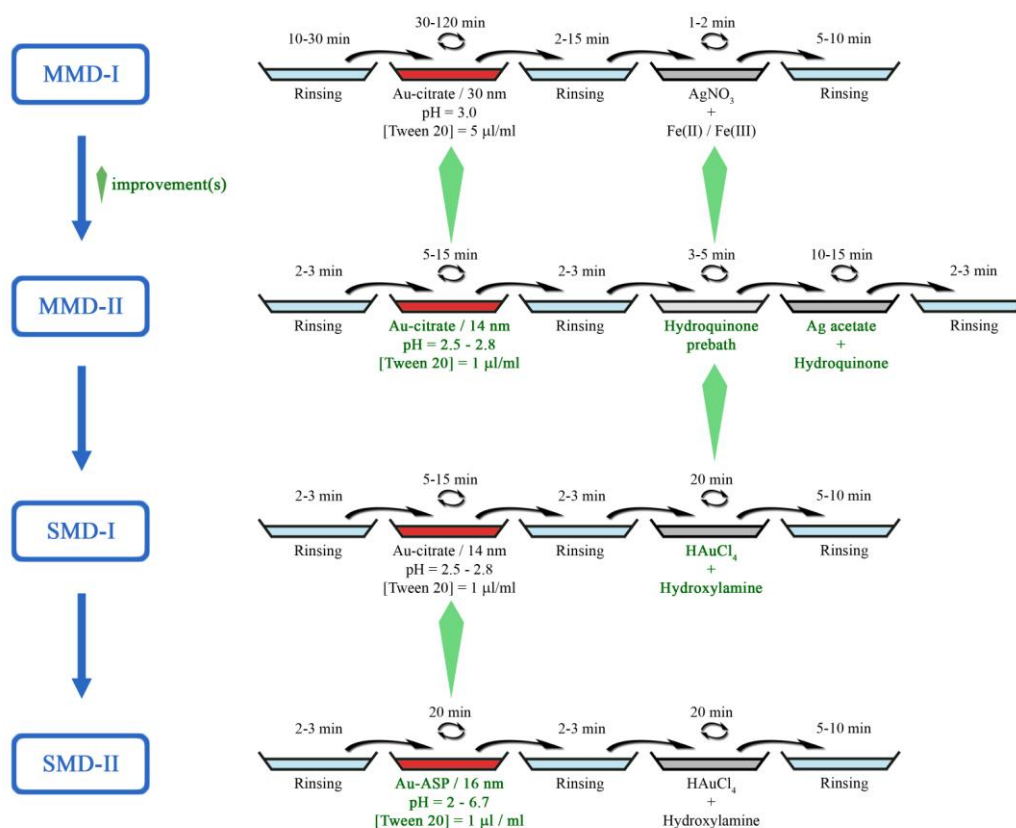 30-120 min
1-2 min
10-30 min
2-15 min
5-10 min
MMD-I
Rinsing
Au-citrate / 30 nm
pH = 3.0
[Tween 20] = 5 μl/ml
Rinsing
AgNO₃
+
Fe(II) / Fe(III)
Rinsing
improvement(s)
5-15 min
3-5 min
10-15 min
2-3 min
2-3 min
2-3 min
MMD-II
Rinsing
Au-citrate / 14 nm
pH = 2.5 - 2.8
[Tween 20] = 1 μl/ml
Rinsing
Hydroquinone
prebath
Ag acetate
+
Hydroquinone
Rinsing
5-15 min
20 min
2-3 min
2-3 min
5-10 min
SMD-I
Rinsing
Au-citrate / 14 nm
pH = 2.5 - 2.8
[Tween 20] = 1 μl/ml
Rinsing
HAuCl₄
+
Hydroxylamine
Rinsing
20 min
20 min
2-3 min
2-3 min
5-10 min
SMD-II
Rinsing
Au-ASP / 16 nm
pH = 2 - 6.7
[Tween 20] = 1 μl / ml
Rinsing
HAuCl₄
+
Hydroxylamine
Rinsing